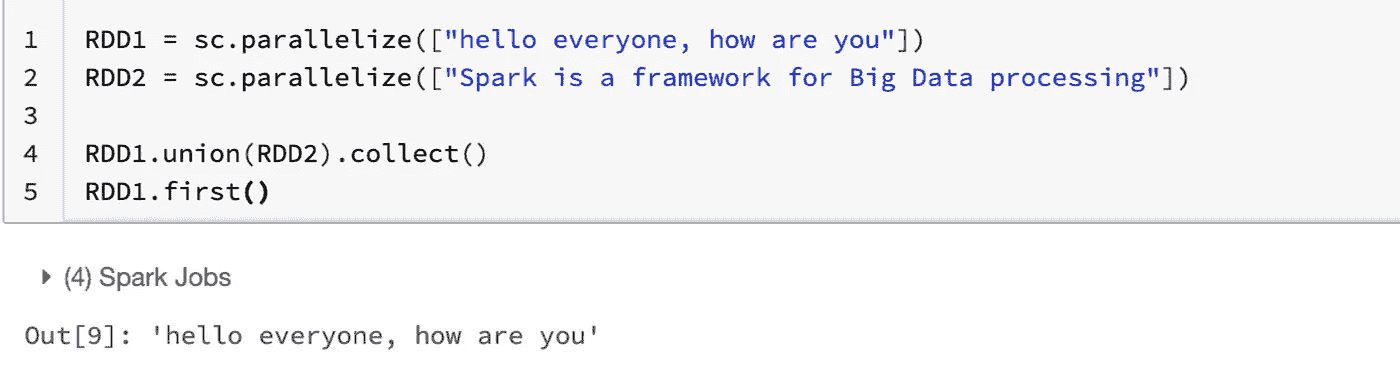 1 RDD1 = sc.parallelize(["hello everyone, how are you"])
2 RDD2 = sc.parallelize(["Spark is a framework for Big Data processing"])
3
4 RDD1.union(RDD2).collect()
5 RDD1.first()
(4) Spark Jobs
Out[9]: 'hello everyone, how are you'